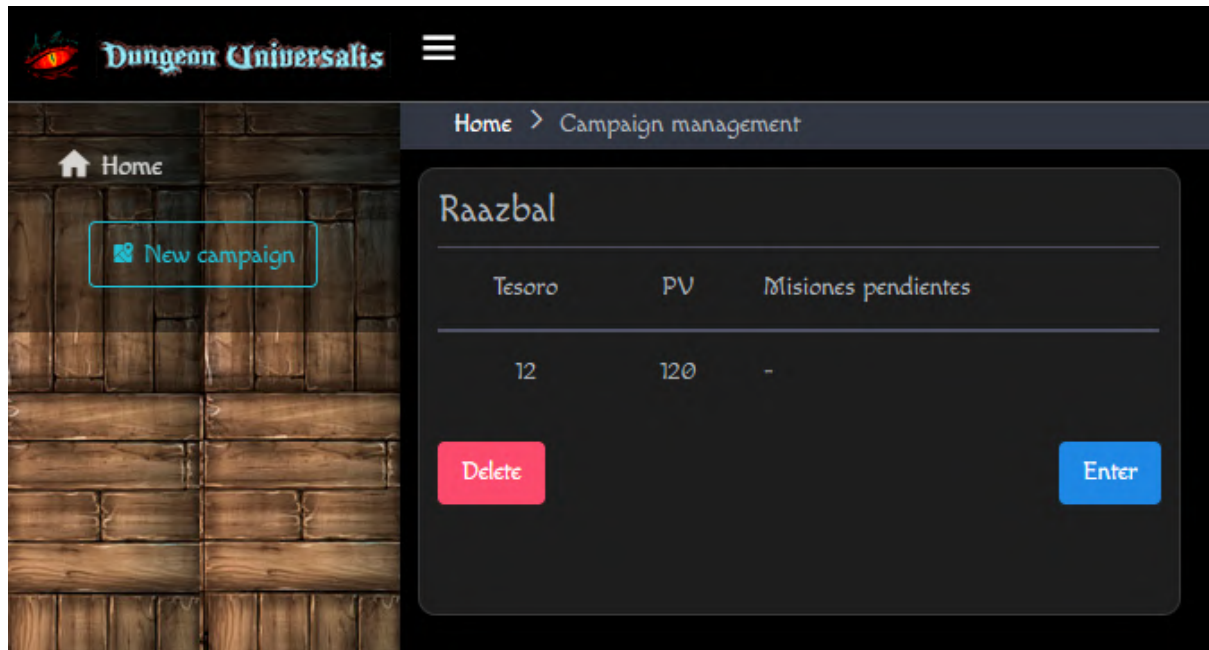 Dungeon Universalis
Home > Campaign management
Home
New campaign
Raazbal
Tesoro PV Misiones pendientes
12 120 -
Delete Enter